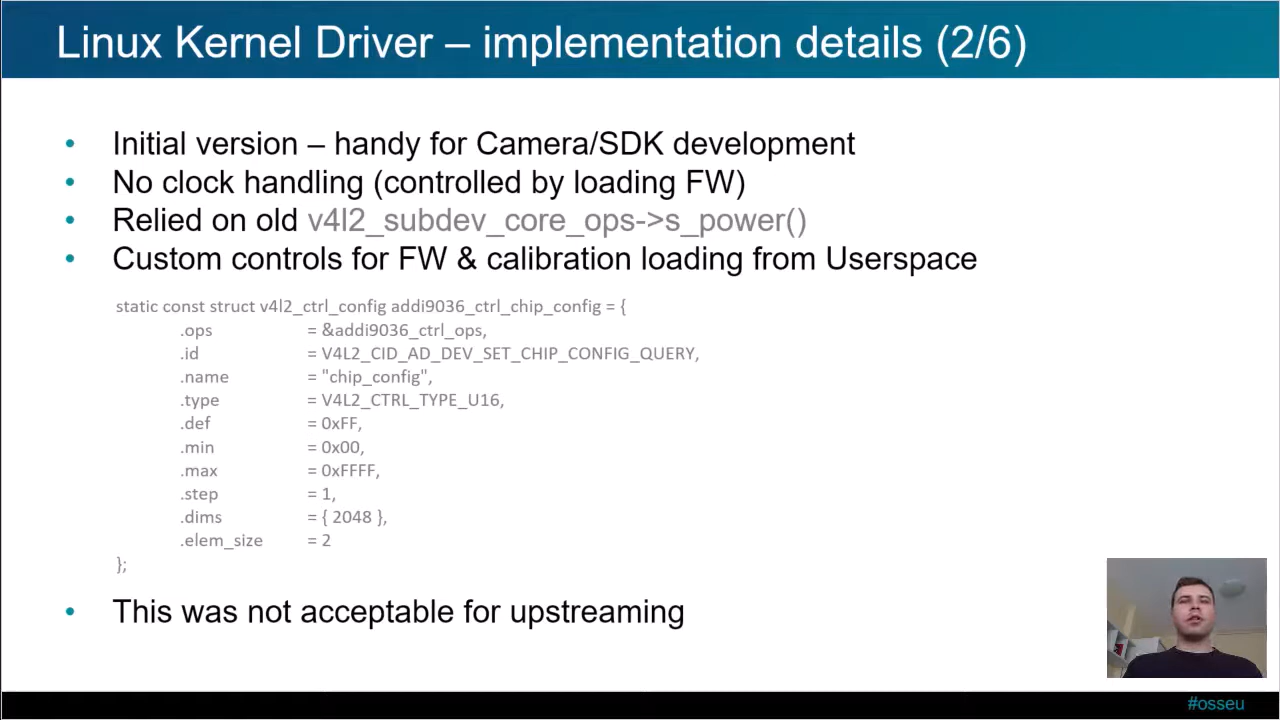 Linux Kernel Driver – implementation details (2/6)
• Initial version – handy for Camera/SDK development
• No clock handling (controlled by loading FW)
• Relied on old v4l2_subdev_core_ops->s_power()
• Custom controls for FW & calibration loading from Userspace
static const struct v4l2_ctrl_config addi9036_ctrl_chip_config = {
.ops = &addi9036_ctrl_ops,
.id = V4L2_CID_AD_DEV_SET_CHIP_CONFIG_QUERY,
.name = "chip_config",
.type = V4L2_CTRL_TYPE_U16,
.def = 0xFF,
.min = 0x00,
.max = 0xFFFF,
.step = 1,
.dims = { 2048 },
.elem_size = 2
};
• This was not acceptable for upstreaming
#osseu